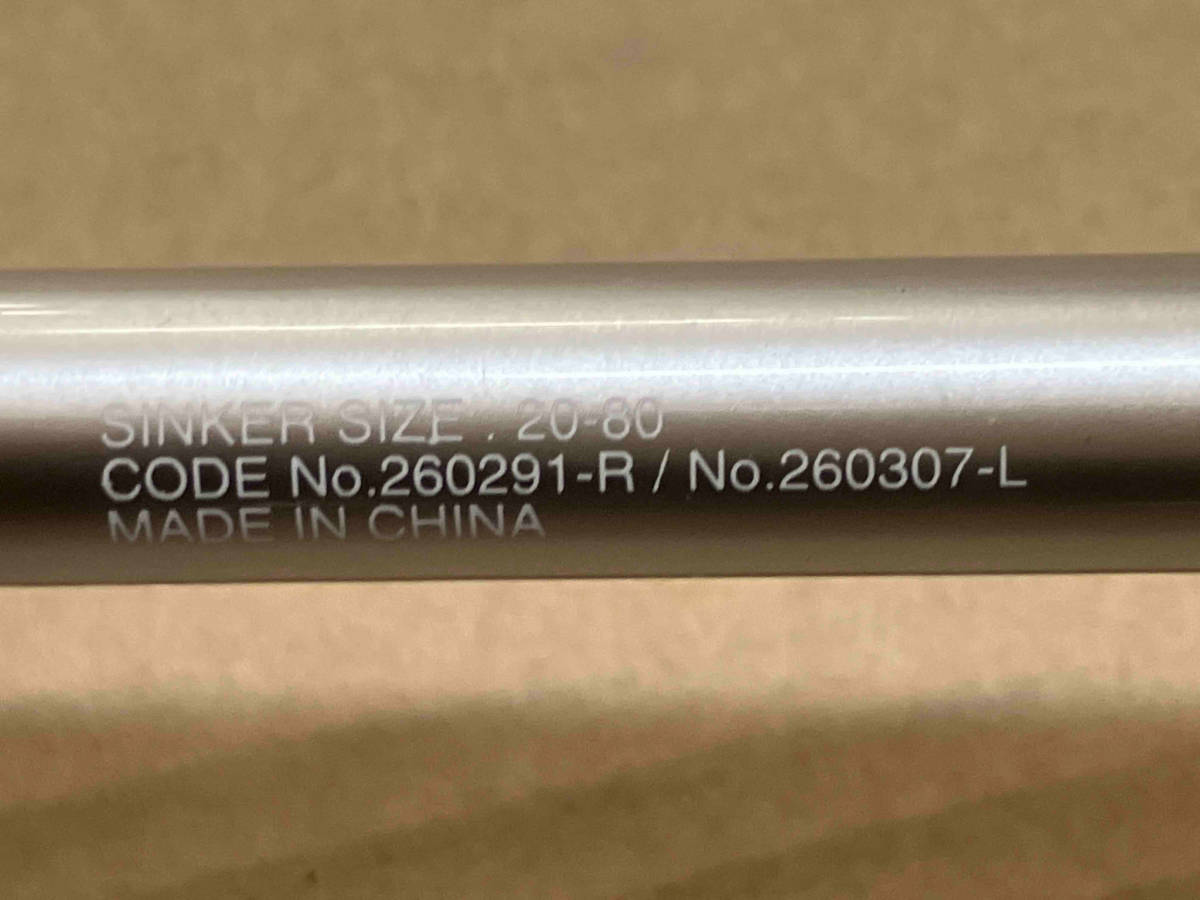 SINKER SIZE . 20-80
CODE No.260291-R / No.260307-L
MADE IN CHINA